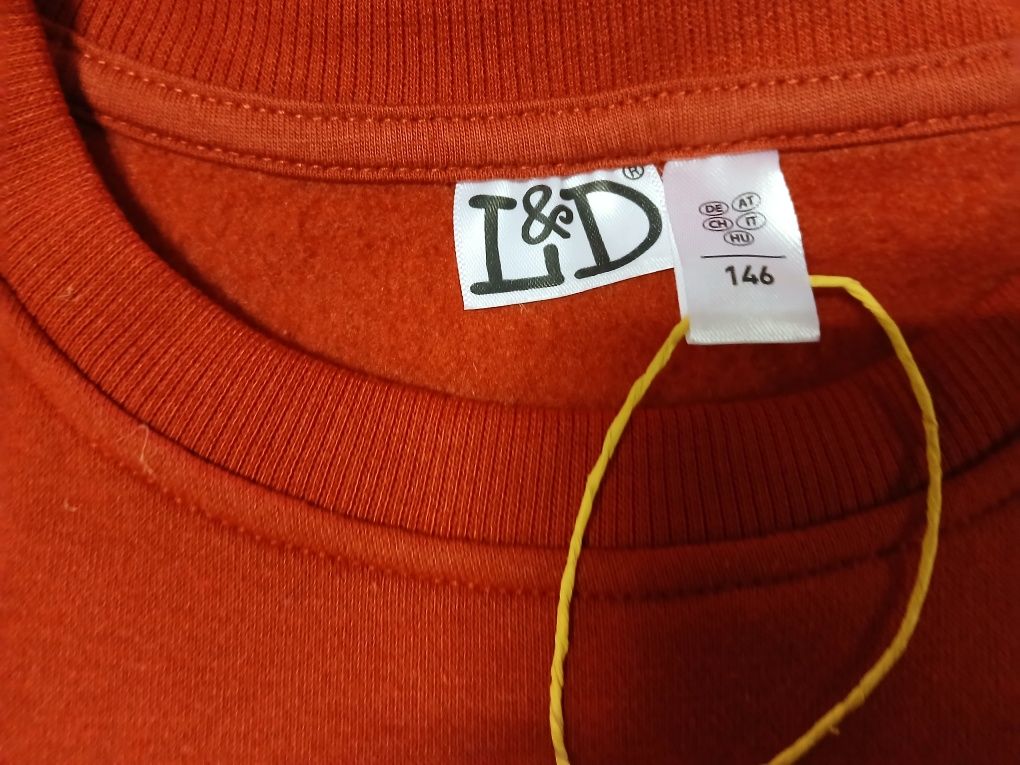 L&D®
DE AT
CH IT
HU
146